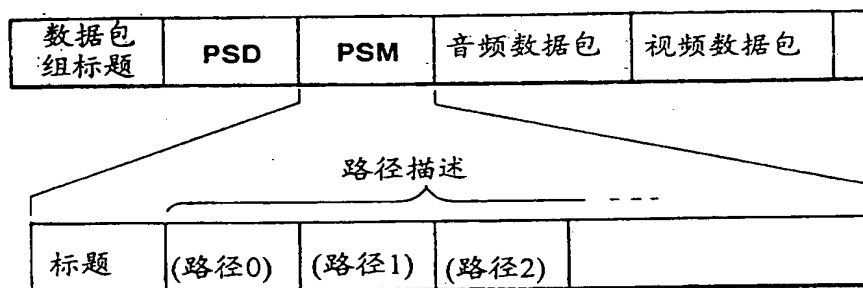 数据包
组标题
PSD
PSM
音频数据包
视频数据包
路径描述
标题
(路径0)
(路径1)
(路径2)